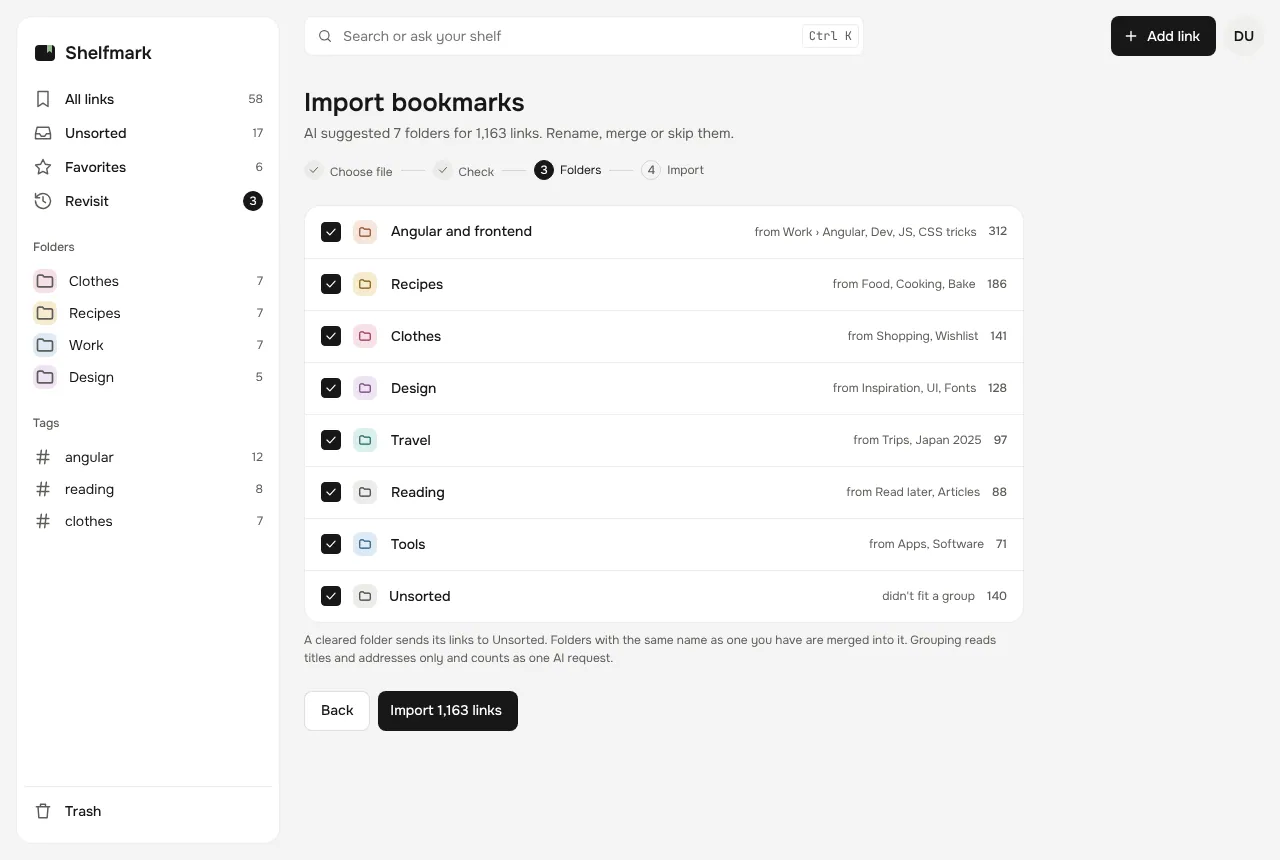 Shelfmark
All links 58
Unsorted 17
Favorites 6
Revisit 3
Folders
Clothes 7
Recipes 7
Work 7
Design 5
Tags
angular 12
reading 8
clothes 7
Trash
Search or ask your shelf Ctrl K
Add link
DU
Import bookmarks
AI suggested 7 folders for 1,163 links. Rename, merge or skip them.
Choose file Check 3 Folders 4 Import
Angular and frontend from Work › Angular, Dev, JS, CSS tricks 312
Recipes from Food, Cooking, Bake 186
Clothes from Shopping, Wishlist 141
Design from Inspiration, UI, Fonts 128
Travel from Trips, Japan 2025 97
Reading from Read later, Articles 88
Tools from Apps, Software 71
Unsorted didn't fit a group 140
A cleared folder sends its links to Unsorted. Folders with the same name as one you have are merged into it. Grouping reads
titles and addresses only and counts as one AI request.
Back Import 1,163 links